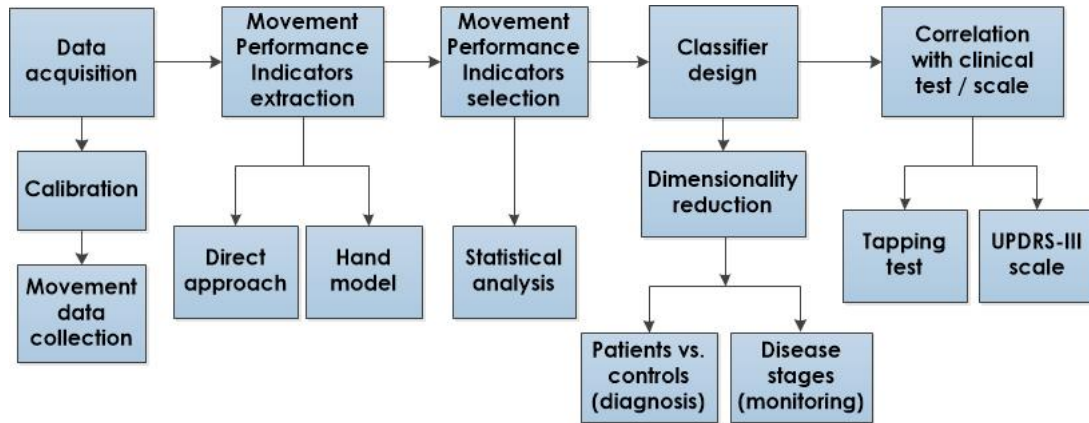 Data
acquisition
Movement
Performance
Indicators
extraction
Movement
Performance
Indicators
selection
Classifier
design
Correlation
with clinical
test / scale
Calibration
Movement
data
collection
Direct
approach
Hand
model
Statistical
analysis
Dimensionality
reduction
Patients vs.
controls
(diagnosis)
Disease
stages
(monitoring)
Tapping
test
UPDRS-III
scale